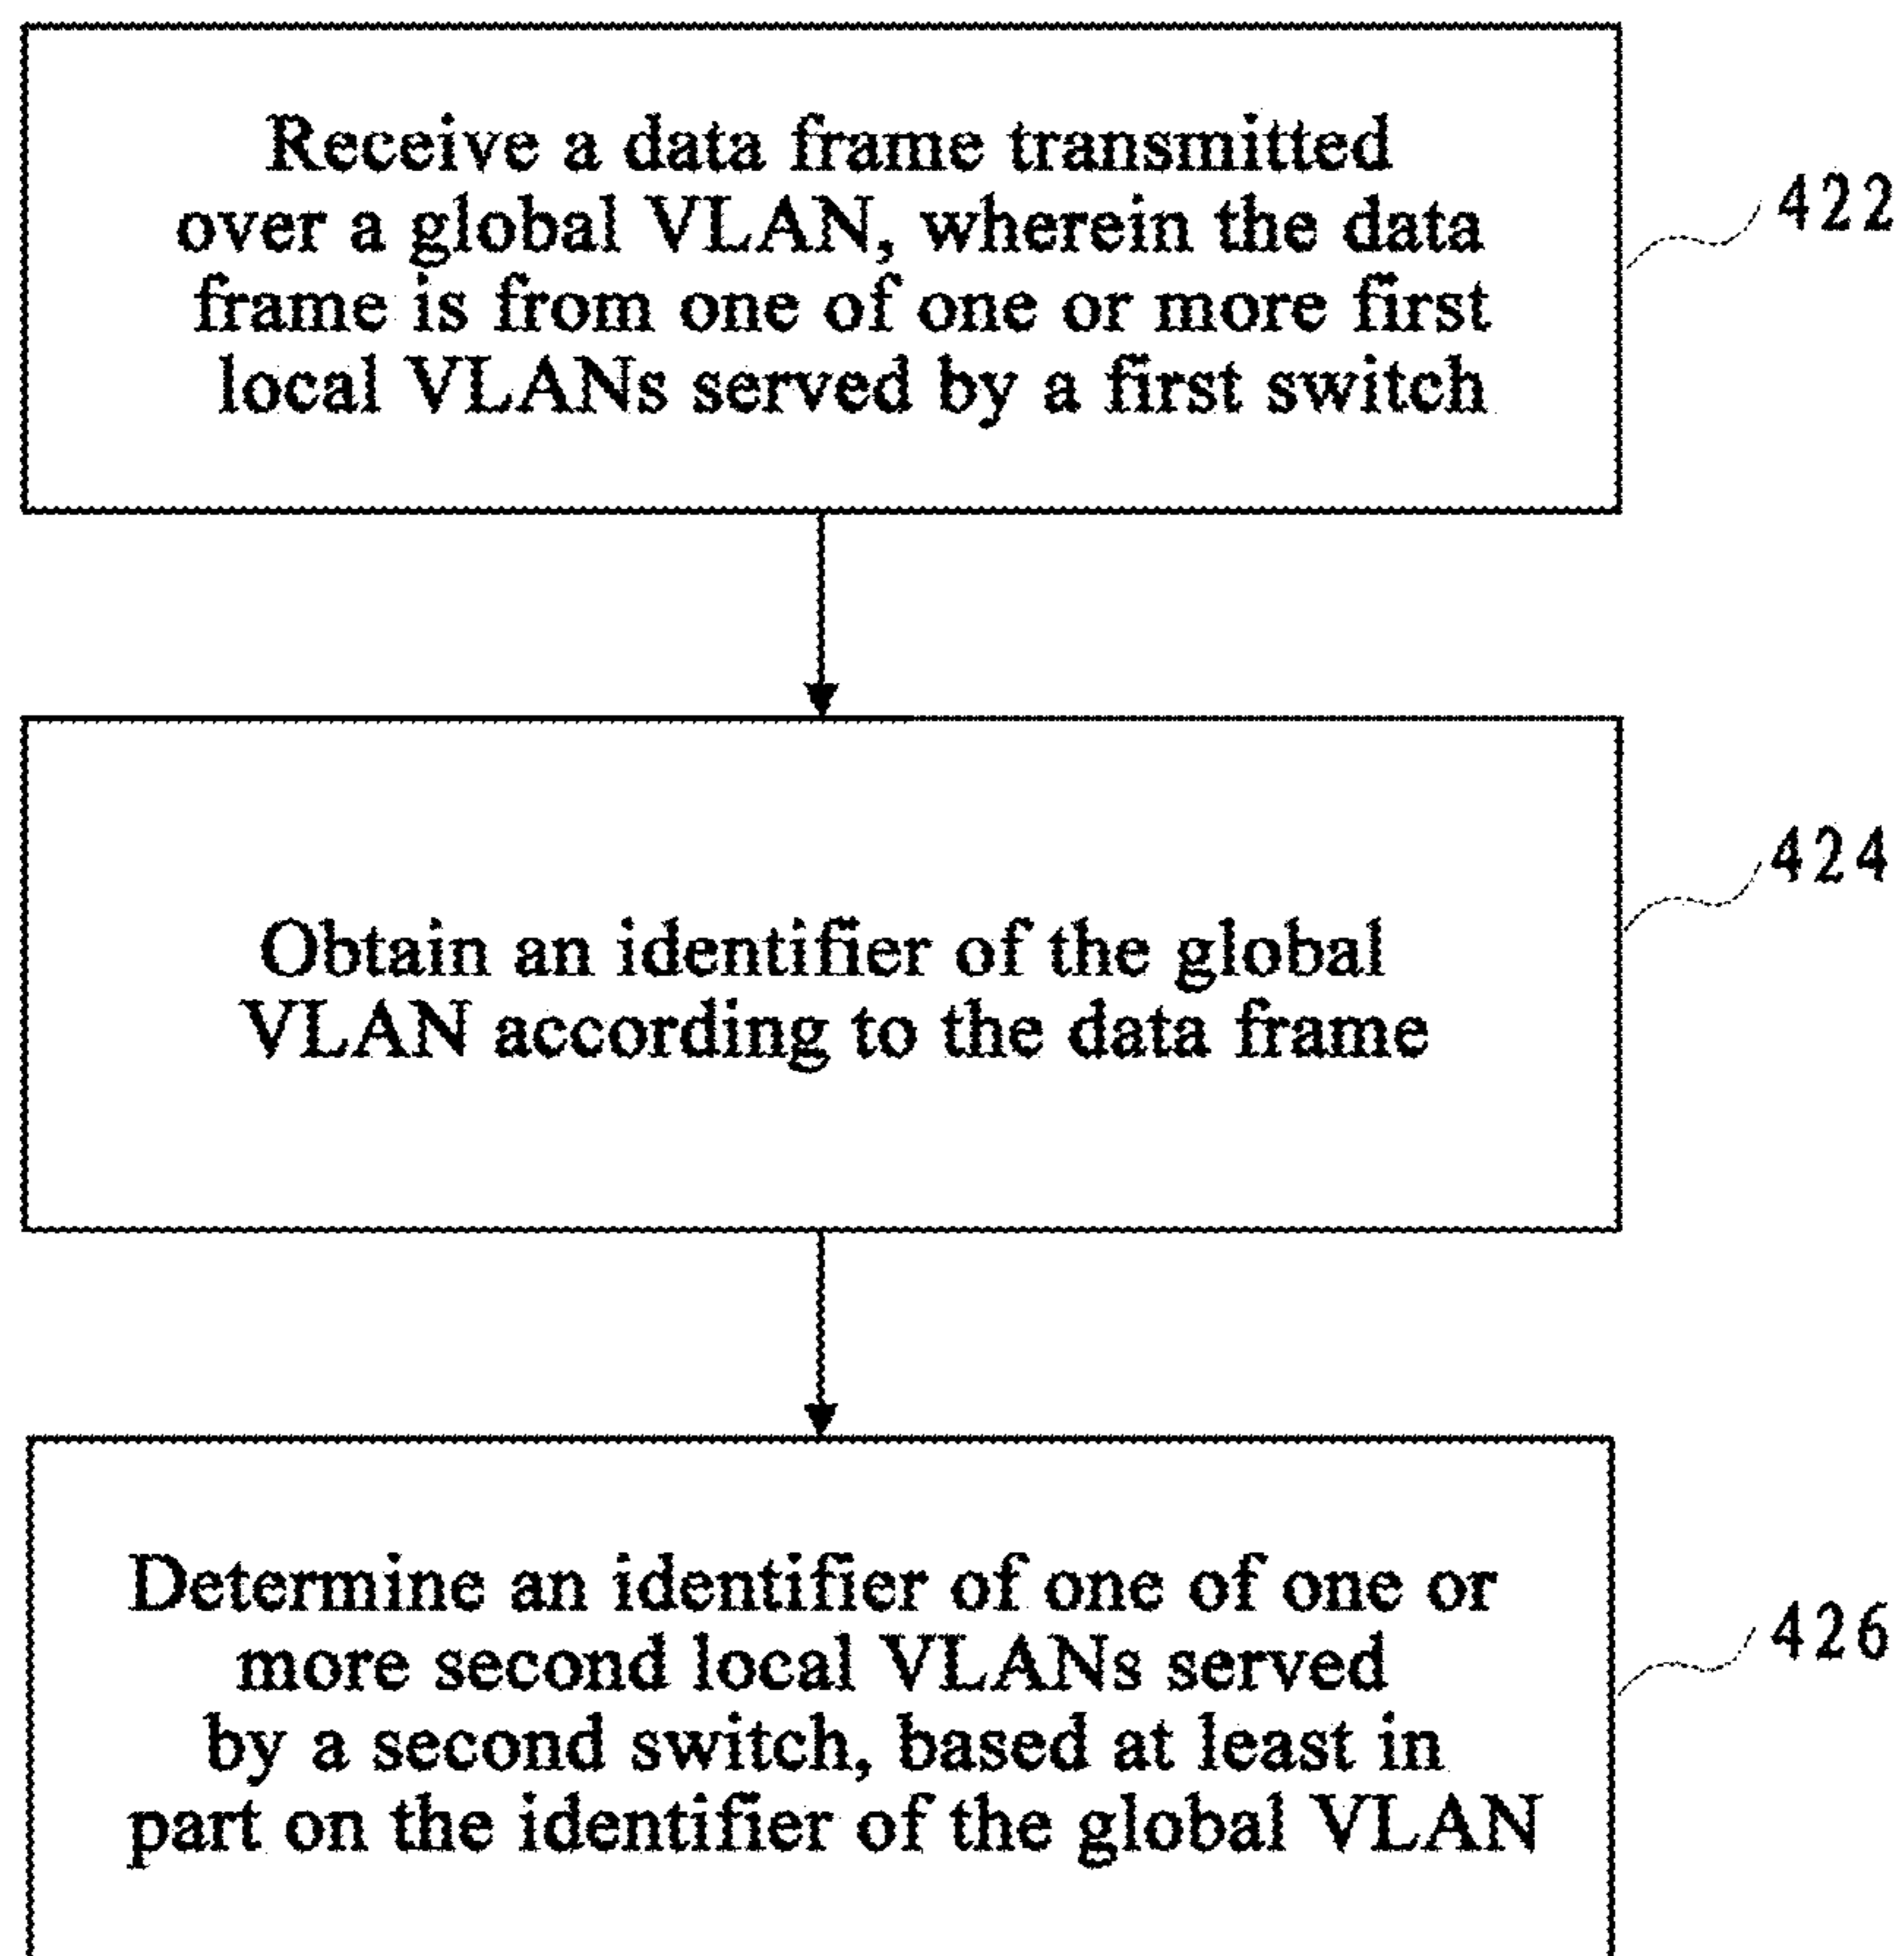 Receive a data frame transmitted
over a global VLAN, wherein the data
frame is from one of one or more first
local VLANs served by a first switch
422
Obtain an identifier of the global
VLAN according to the data frame
424
Determine an identifier of one of one or
more second local VLANs served
by a second switch, based at least in
part on the identifier of the global VLAN
426